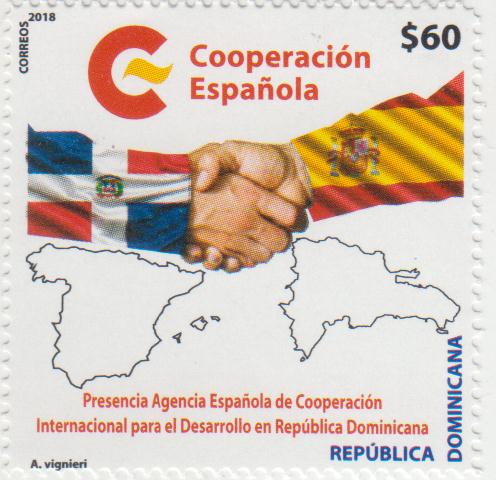 CORREOS 2018
$60
Cooperación
Española
Presencia Agencia Española de Cooperación
Internacional para el Desarrollo en República Dominicana
REPÚBLICA
DOMINICANA
A. vignieri